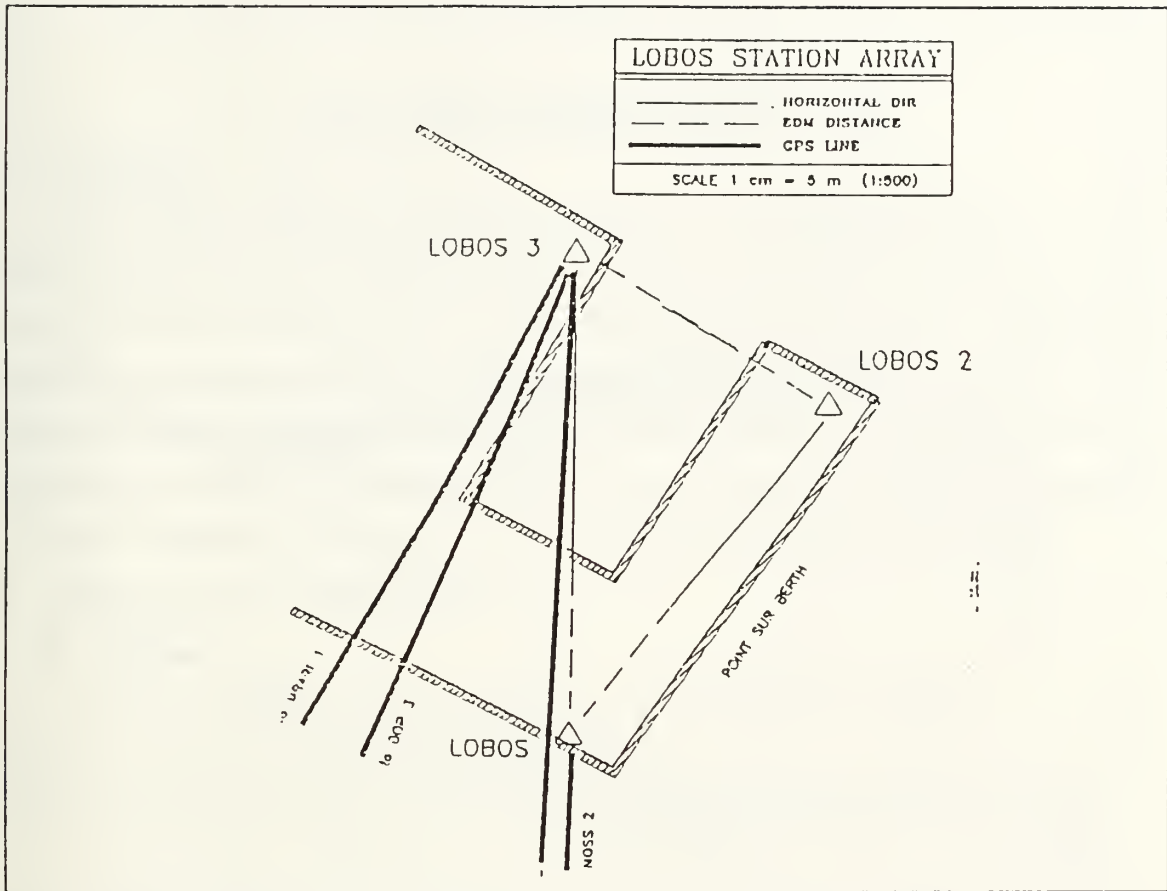 LOBOS STATION ARRAY
HORIZONTAL DIR
EDM DISTANCE
GPS LINE
SCALE 1 cm = 5 m (1:500)
LOBOS 3
LOBOS 2
POINT SUR BERTH
LOBOS
NOSS 2